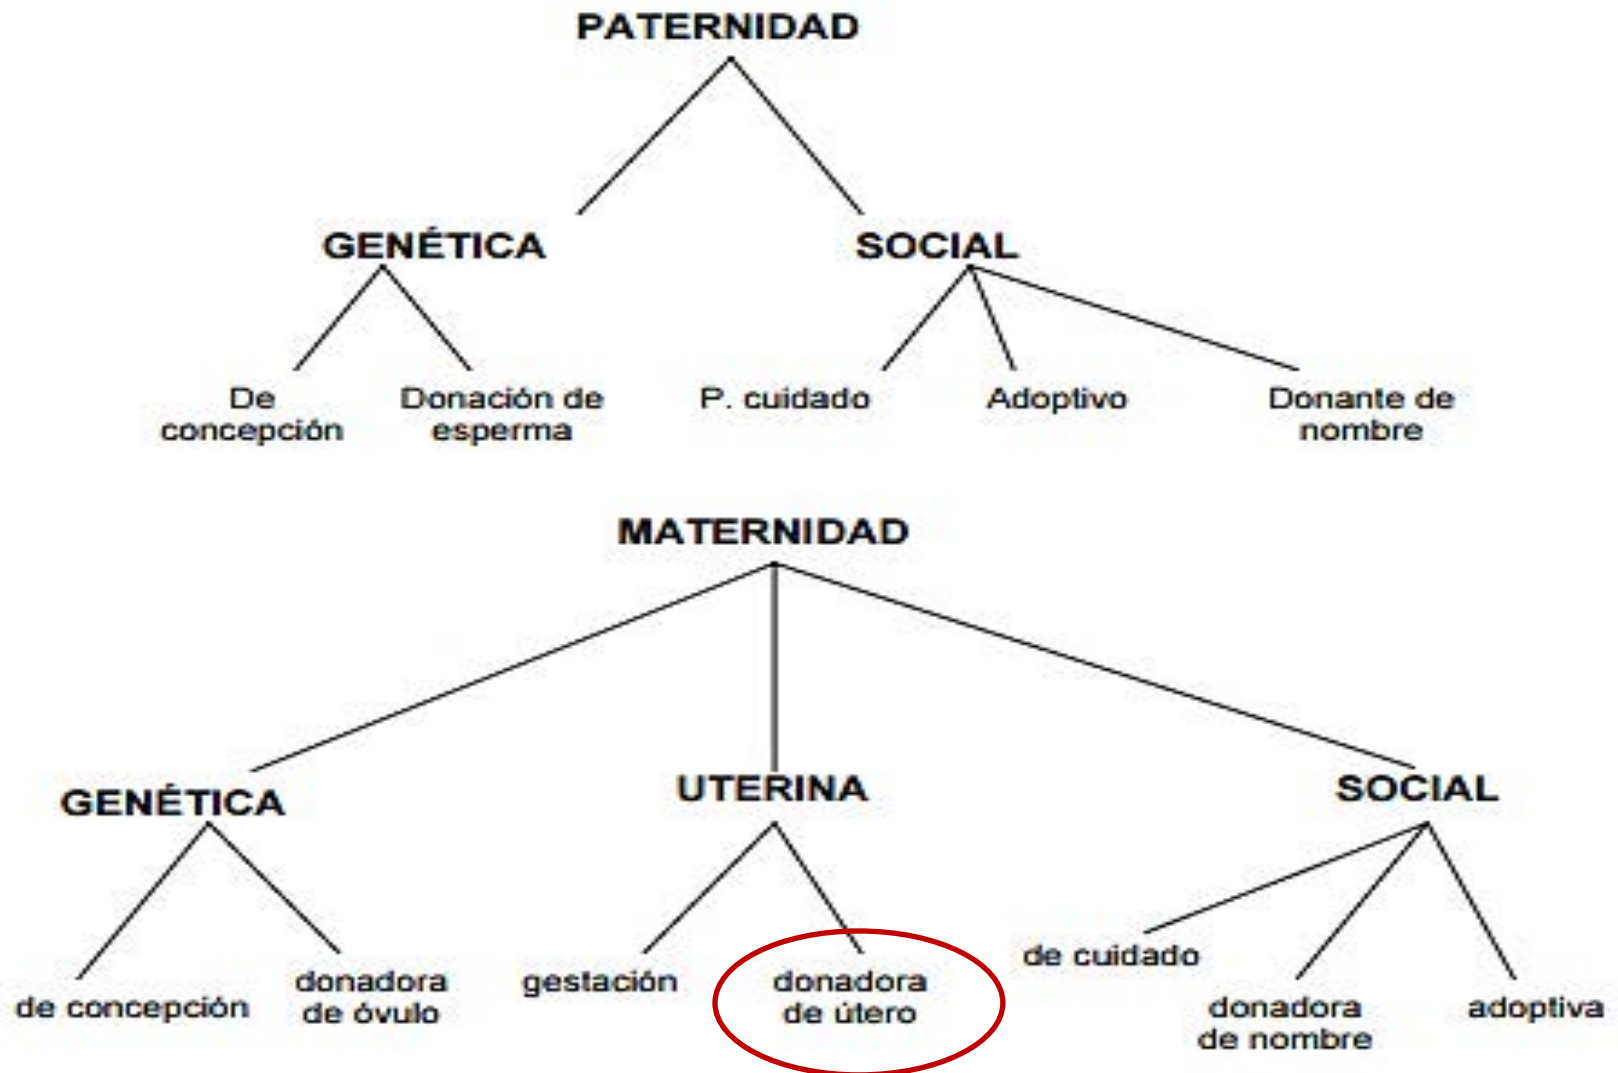 PATERNIDAD
GENÉTICA
SOCIAL
De
concepción
Donación de
esperma
P. cuidado
Adoptivo
Donante de
nombre
MATERNIDAD
GENÉTICA
UTERINA
SOCIAL
de concepción
donadora
de óvulo
gestación
donadora
de útero
de cuidado
donadora
de nombre
adoptiva